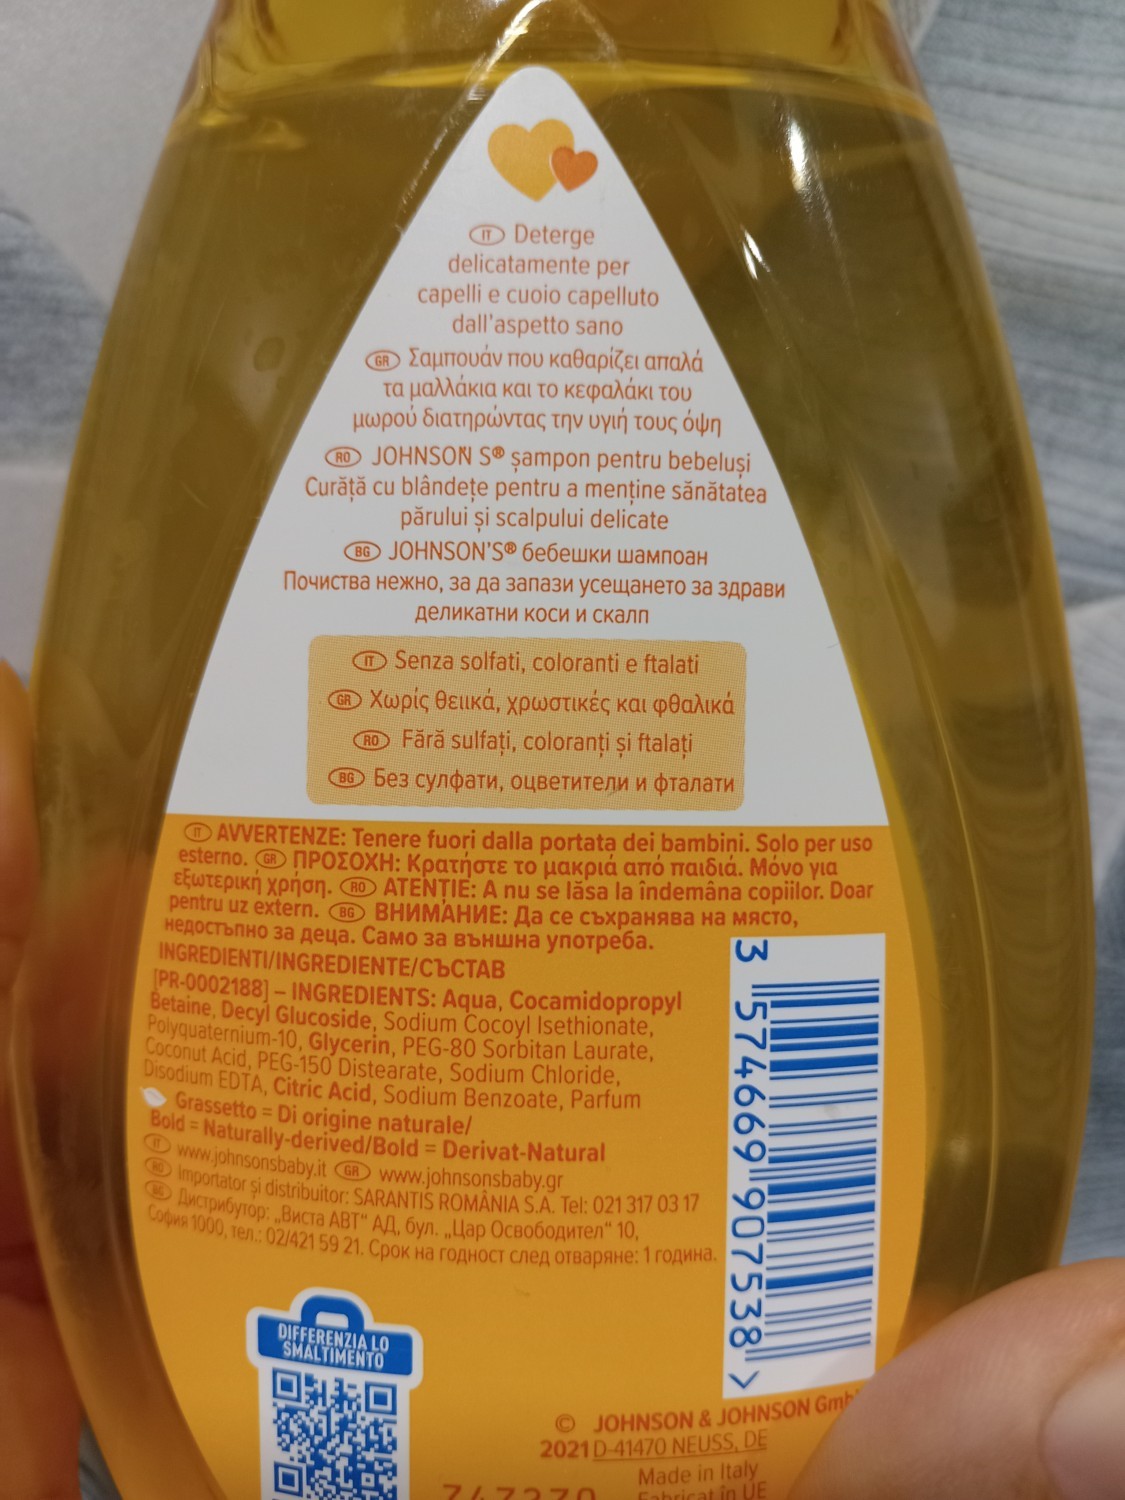 IT Deterge
delicatamente per
capelli e cuoio capelluto
dall'aspetto sano
GR Σαμπουάν που καθαρίζει απαλά
τα μαλλάκια και το κεφαλάκι του
μωρού διατηρώντας την υγιή τους όψη
RO JOHNSON S® șampon pentru bebeluși
Curăță cu blândețe pentru a menține sănătatea
părului și scalpului delicate
BG JOHNSON'S® бебешки шампоан
Почиства нежно, за да запази усещането за здрави
деликатни коси и скалп
IT Senza solfati, coloranti e ftalati
GR Χωρίς θειικά, χρωστικές και φθαλικά
RO Fără sulfați, coloranți și ftalați
BG Без сулфати, оцветители и фталати
IT AVVERTENZE: Tenere fuori dalla portata dei bambini. Solo per uso
esterno. GR ΠΡΟΣΟΧΗ: Κρατήστε το μακριά από παιδιά. Μόνο για
εξωτερική χρήση. RO ATENȚIE: A nu se lăsa la îndemâna copiilor. Doar
pentru uz extern. BG ВНИМАНИЕ: Да се съхранява на място,
недостъпно за деца. Само за външна употреба.
INGREDIENTI/INGREDIENTE/СЪСТАВ
[PR-0002188] – INGREDIENTS: Aqua, Cocamidopropyl
Betaine, Decyl Glucoside, Sodium Cocoyl Isethionate,
Polyquaternium-10, Glycerin, PEG-80 Sorbitan Laurate,
Coconut Acid, PEG-150 Distearate, Sodium Chloride,
Disodium EDTA, Citric Acid, Sodium Benzoate, Parfum
Grassetto = Di origine naturale/
Bold = Naturally-derived/Bold = Derivat-Natural
IT www.johnsonsbaby.it GR www.johnsonsbaby.gr
RO Importator și distribuitor: SARANTIS ROMÂNIA S.A. Tel: 021 317 03 17
BG Дистрибутор: „Виста АВТ" АД, бул. „Цар Освободител" 10,
София 1000, тел.: 02/421 59 21. Срок на годност след отваряне: 1 година.
3 574669 907538 >
DIFFERENZIA LO
SMALTIMENTO
© JOHNSON & JOHNSON
2021 D-41470 NEUSS, DE
Made in Italy
Fabricat în UE